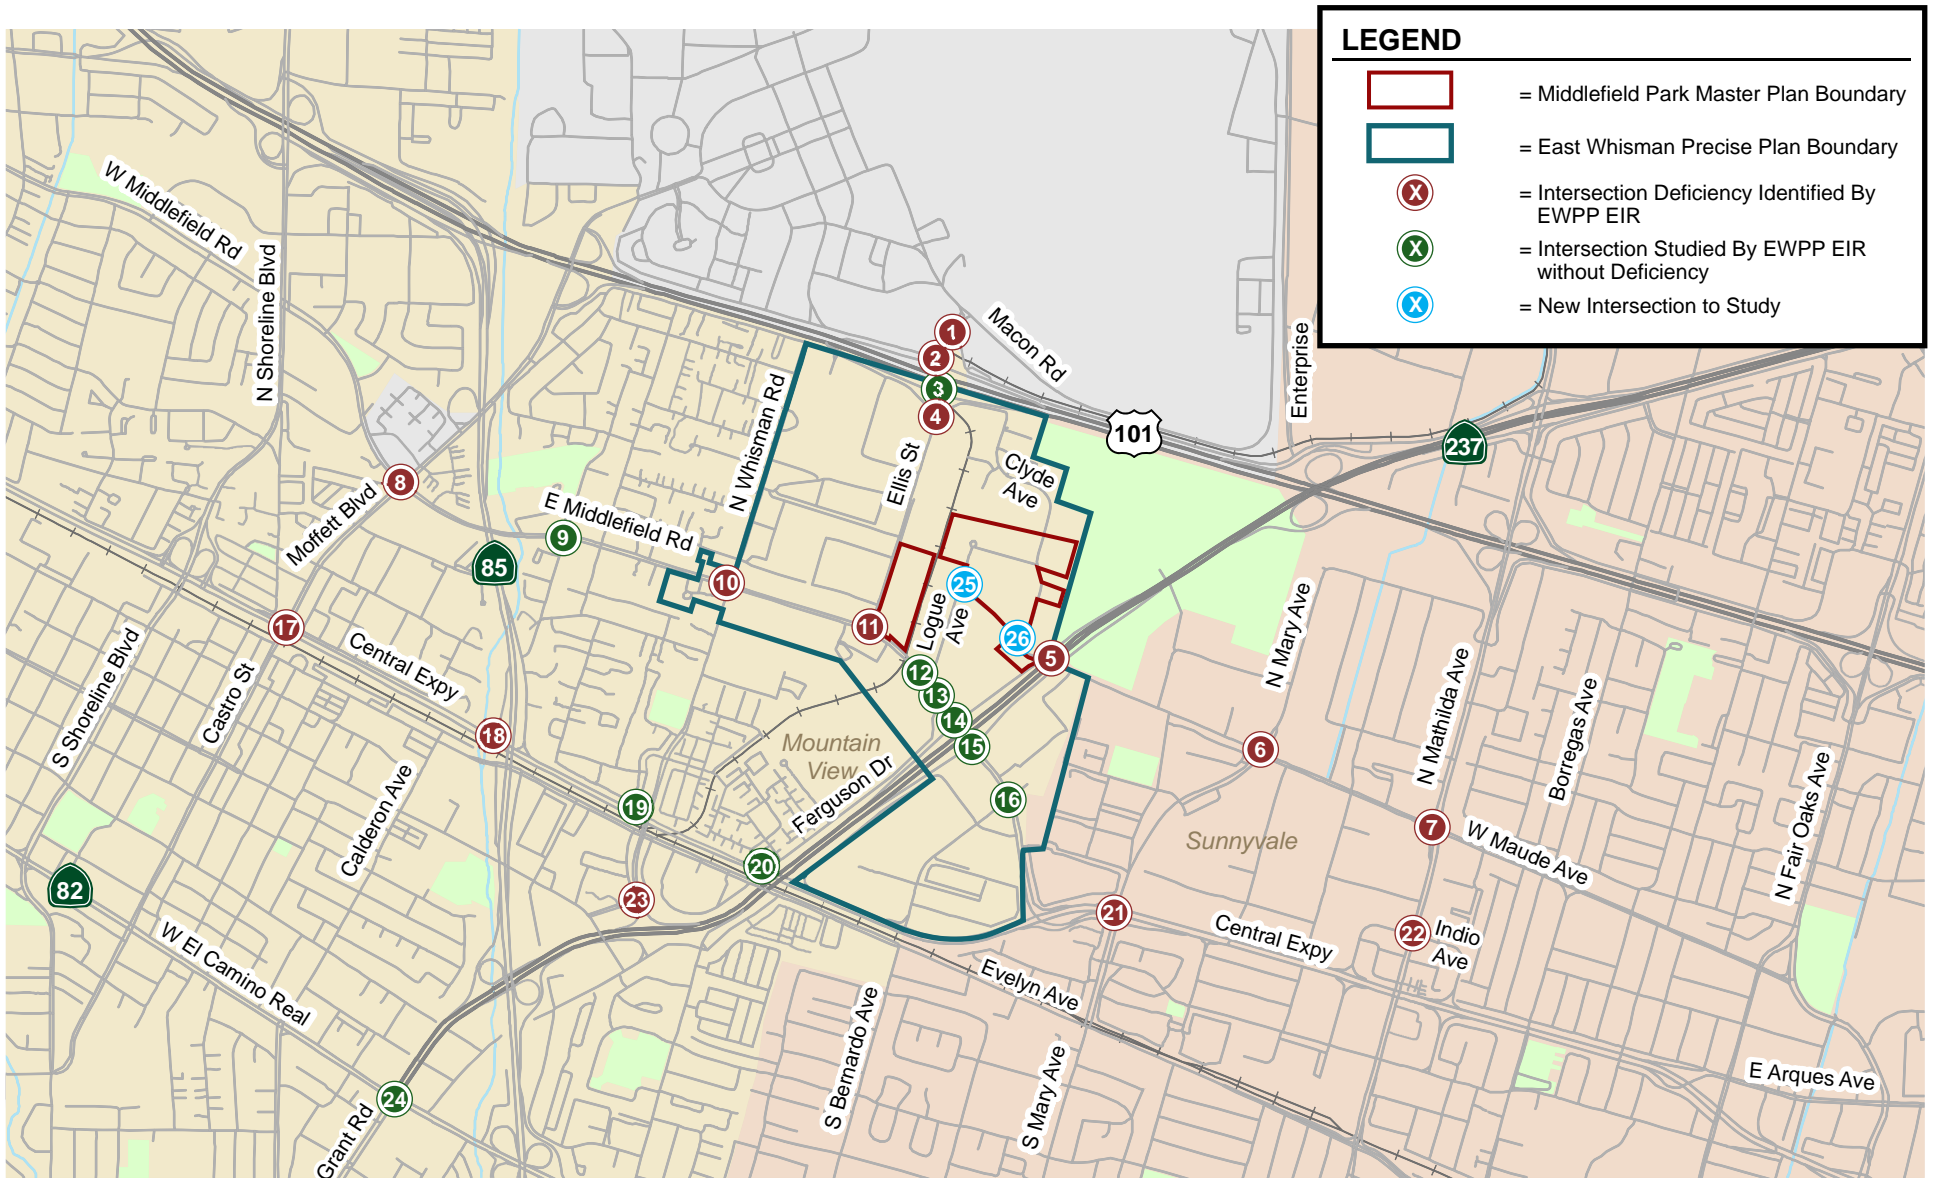 LEGEND
= Middlefield Park Master Plan Boundary
= East Whisman Precise Plan Boundary
X
= Intersection Deficiency Identified By
EWPP EIR
X
= Intersection Studied By EWPP EIR
without Deficiency
X
= New Intersection to Study
W Middlefield Rd
N Shoreline Blvd
Macon Rd
Enterprise
1
2
3
4
101
237
N Whisman Rd
Ellis St
Clyde
Ave
8
Moffett Blvd
E Middlefield Rd
9
85
10
25
Logue
Ave
11
26
5
17
Central Expy
S Shoreline Blvd
Castro St
12
13
14
15
16
N Mary Ave
N Mathilda Ave
Borregas Ave
N Fair Oaks Ave
18
Mountain
View
Ferguson Dr
6
7
W Maude Ave
Sunnyvale
Calderon Ave
19
20
82
23
21
22
Indio
Ave
Central Expy
W El Camino Real
Evelyn Ave
S Bernardo Ave
S Mary Ave
E Arques Ave
24
Grant Rd